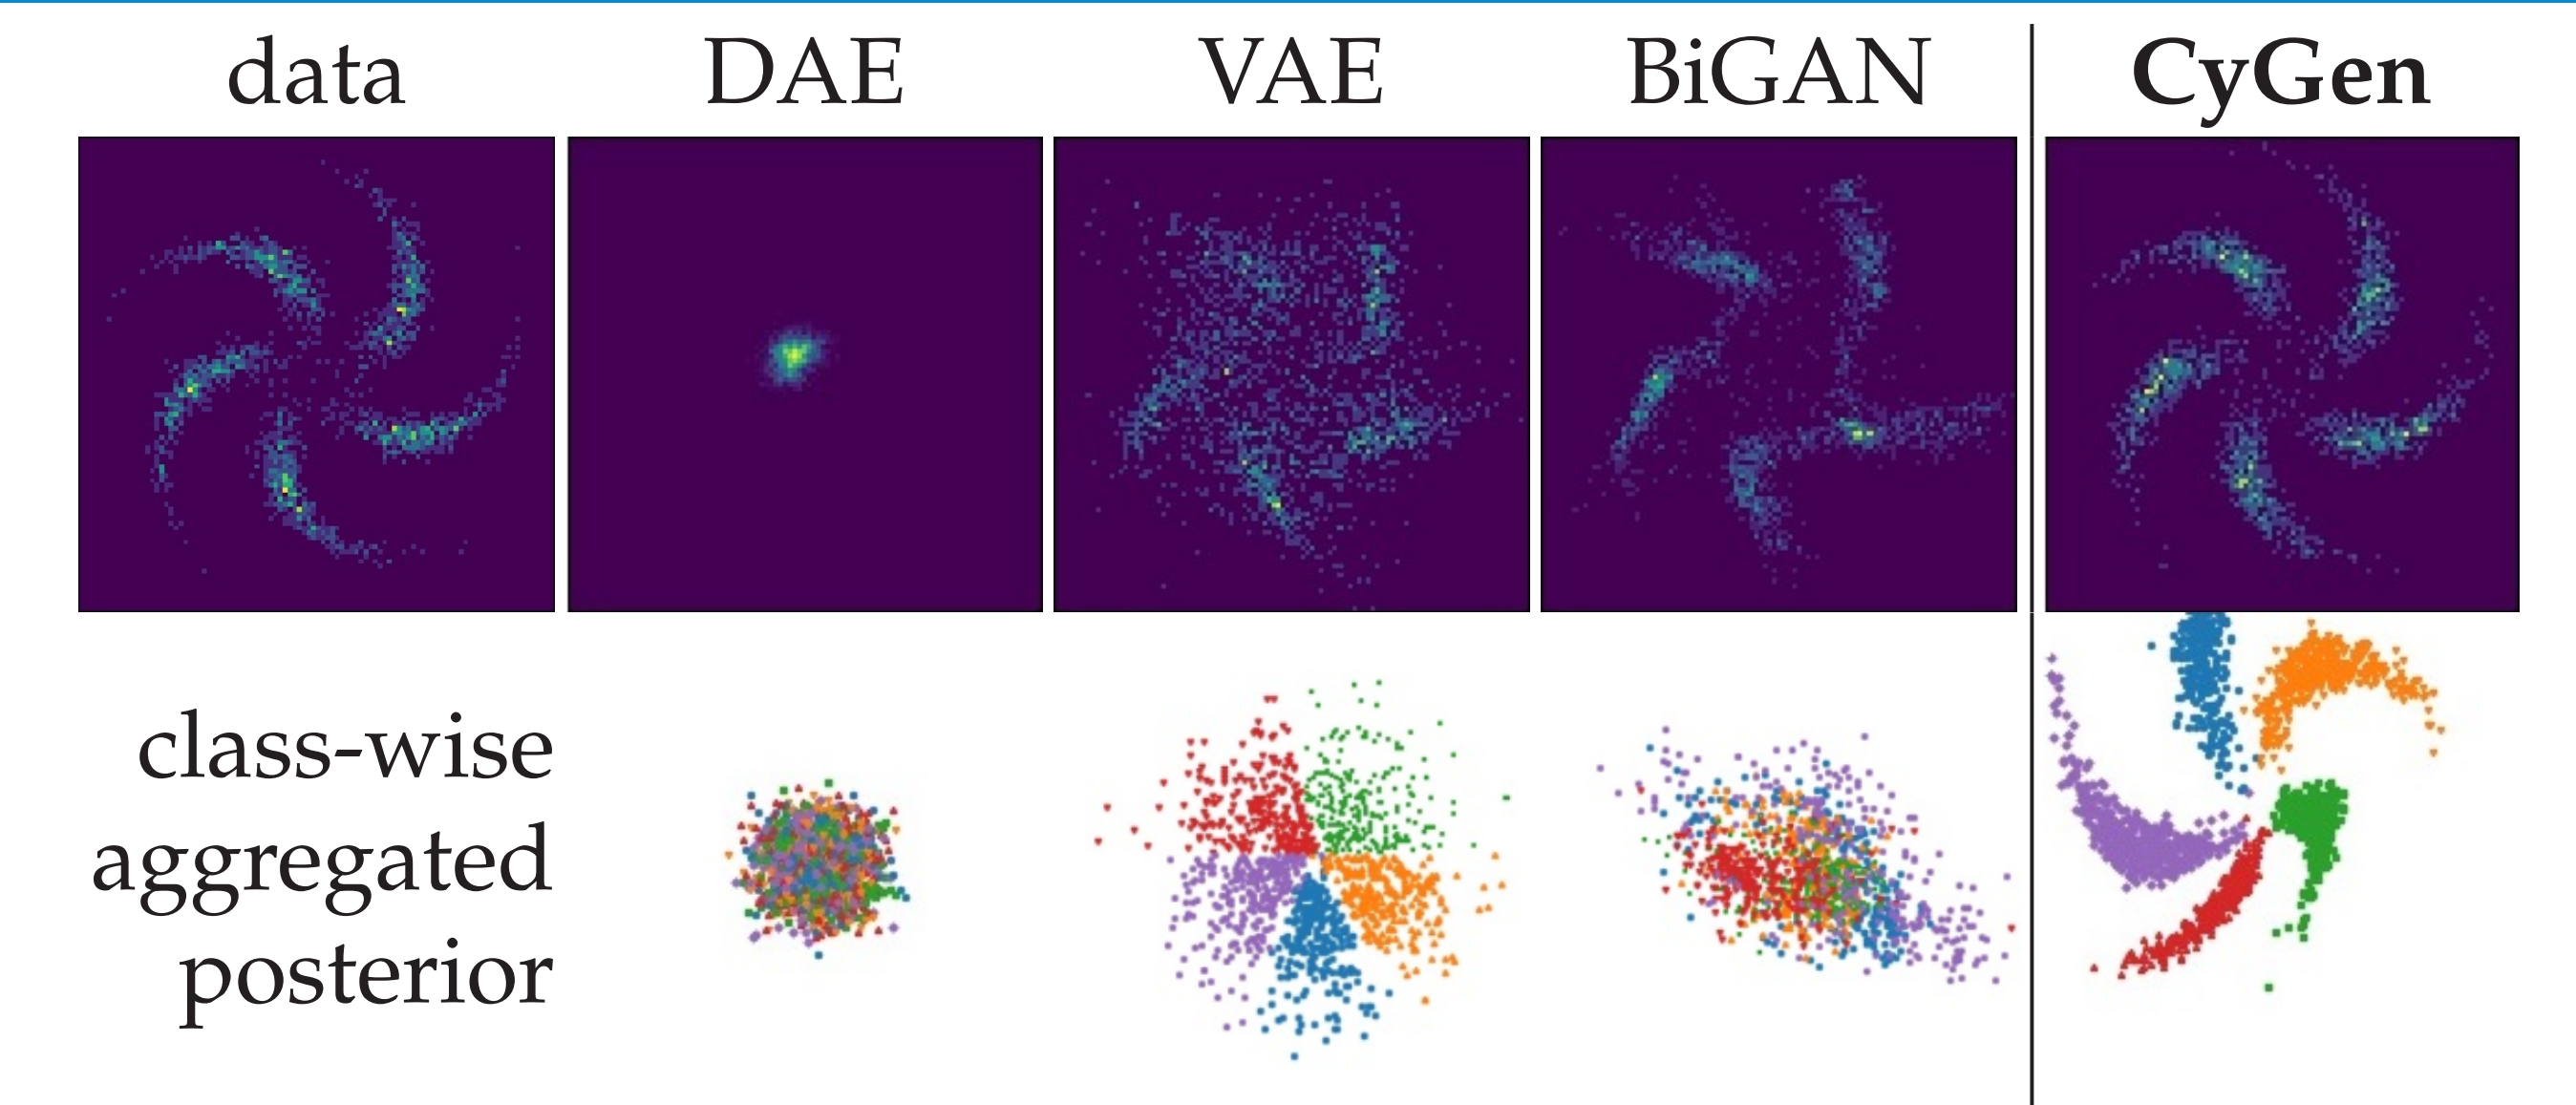 data DAE VAE BiGAN CyGen
class-wise
aggregated
posterior